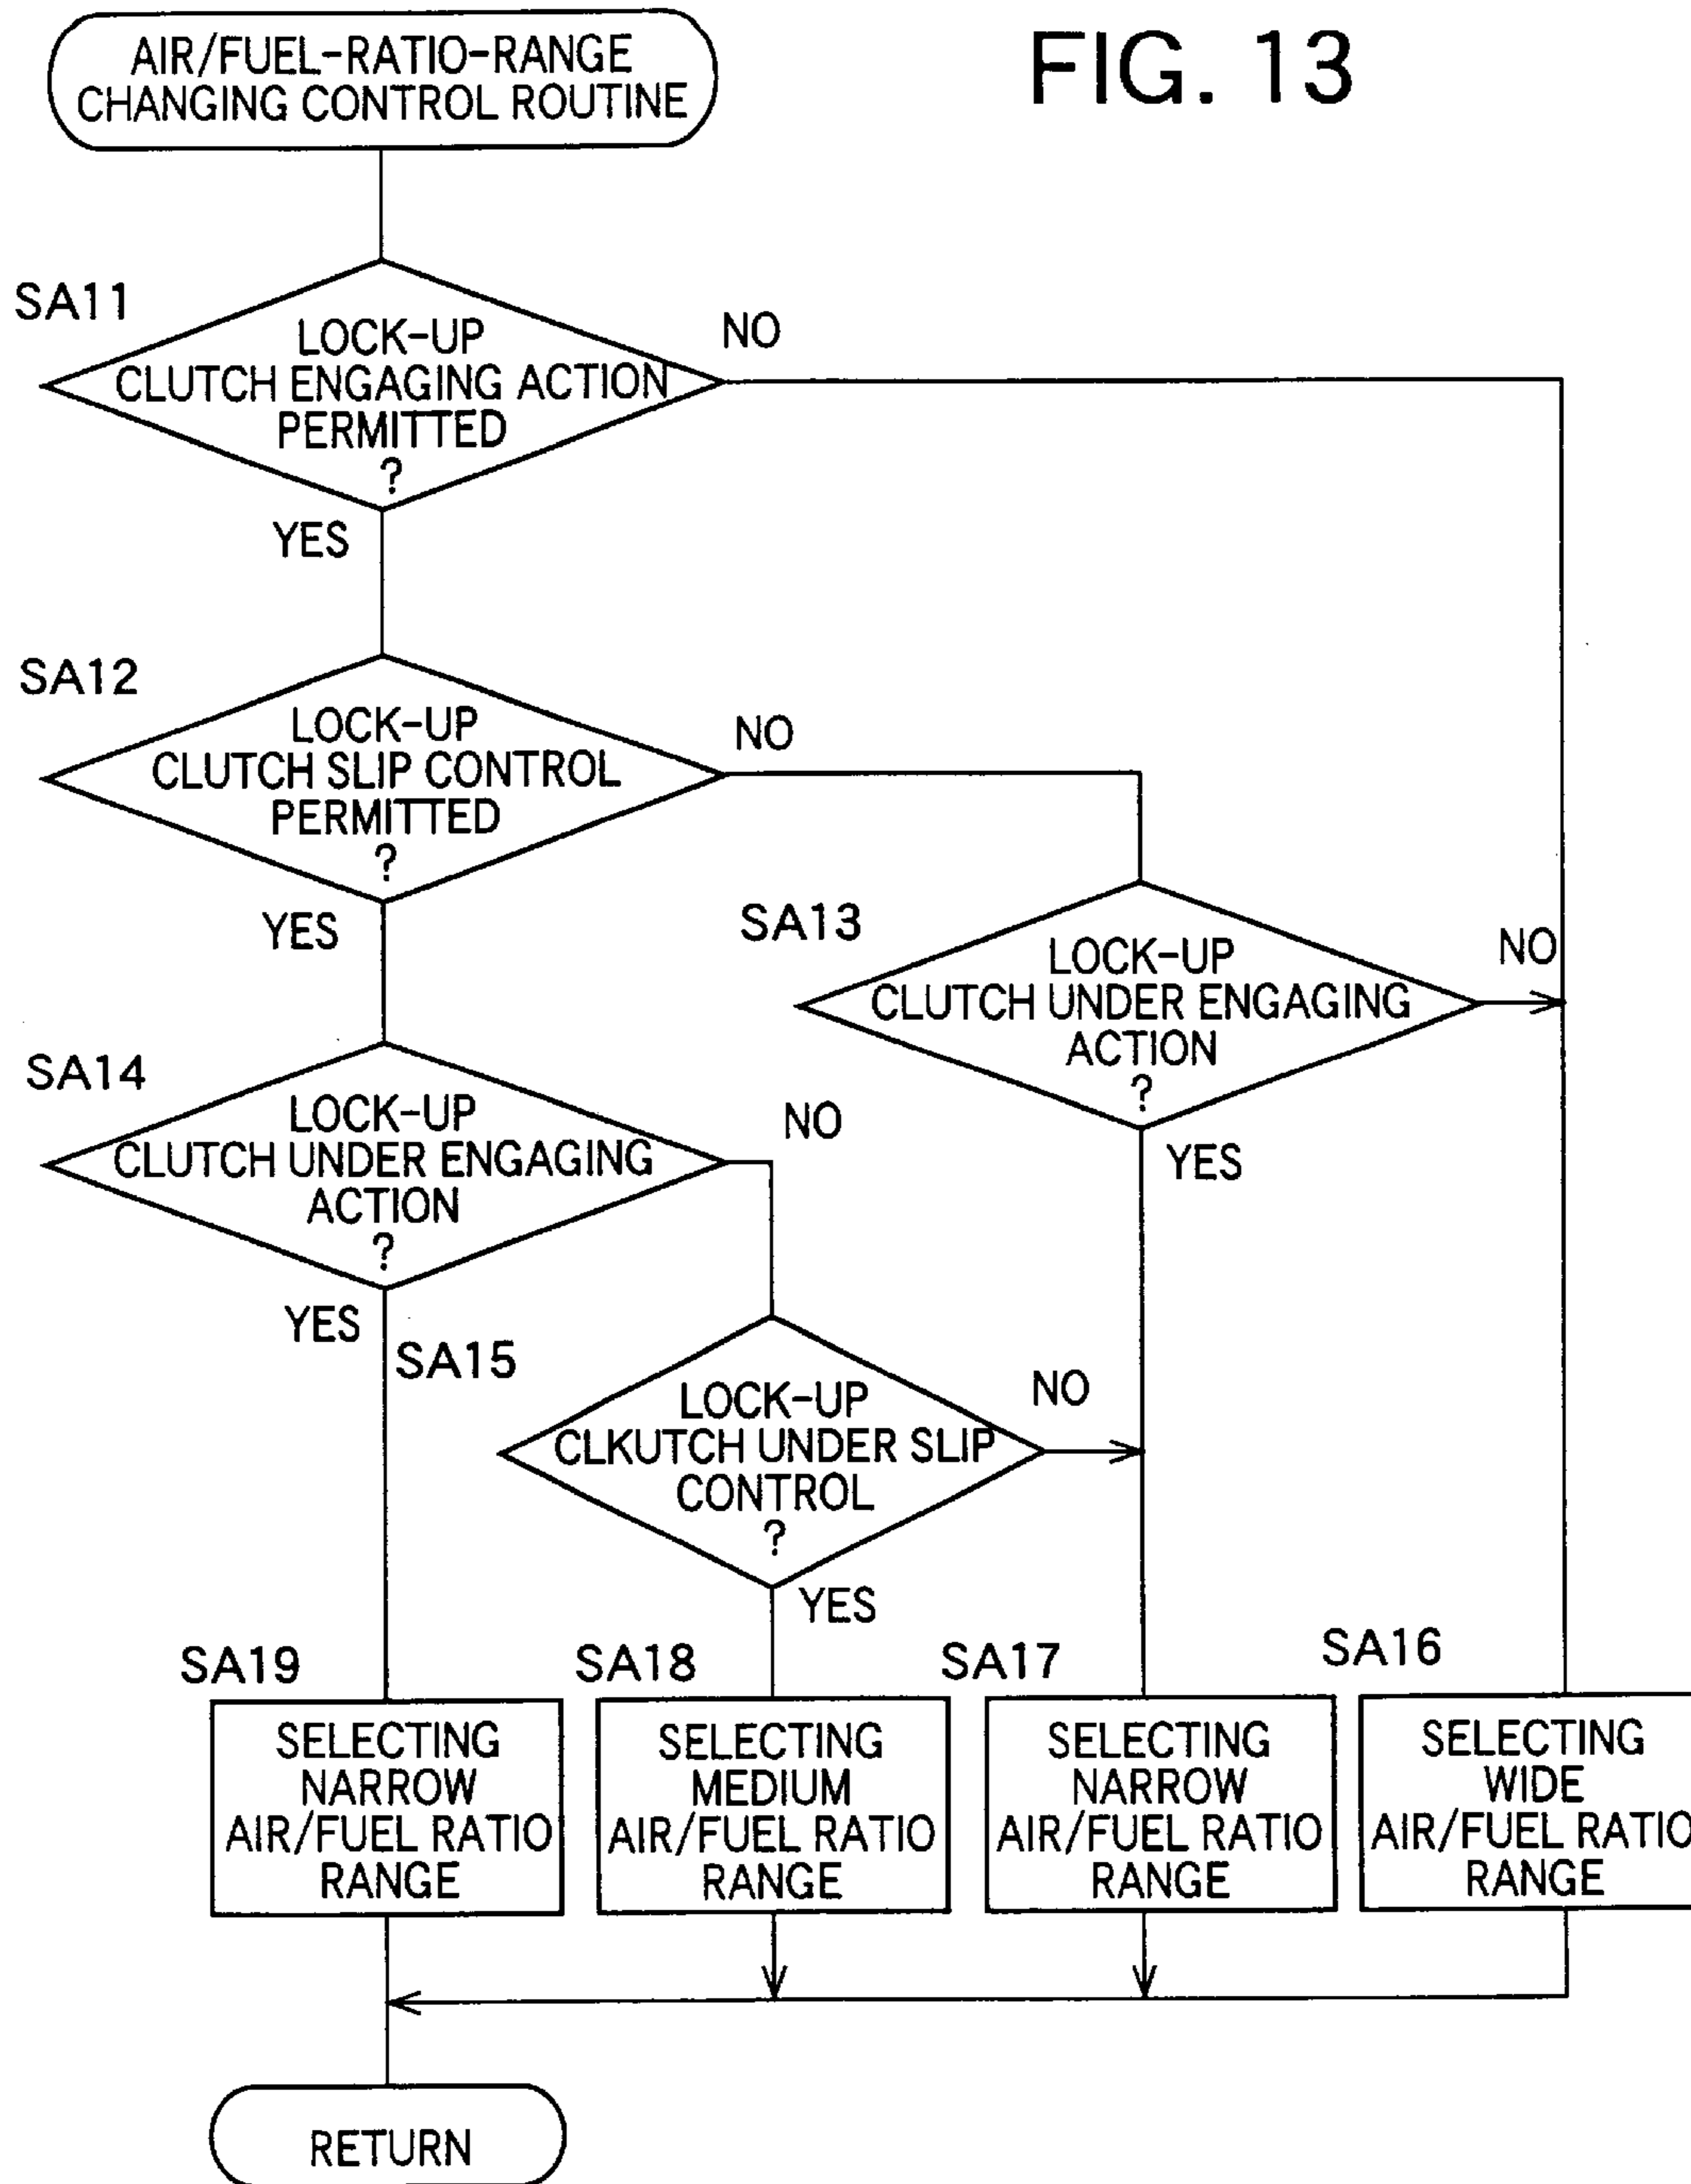 FIG. 13
AIR/FUEL-RATIO-RANGE
CHANGING CONTROL ROUTINE
SA11
LOCK-UP
CLUTCH ENGAGING ACTION
PERMITTED
?
NO
YES
SA12
LOCK-UP
CLUTCH SLIP CONTROL
PERMITTED
?
NO
YES
SA13
LOCK-UP
CLUTCH UNDER ENGAGING
ACTION
?
NO
YES
SA14
LOCK-UP
CLUTCH UNDER ENGAGING
ACTION
?
NO
YES
SA15
LOCK-UP
CLKUTCH UNDER SLIP
CONTROL
?
NO
YES
SA19
SELECTING
NARROW
AIR/FUEL RATIO
RANGE
SA18
SELECTING
MEDIUM
AIR/FUEL RATIO
RANGE
SA17
SELECTING
NARROW
AIR/FUEL RATIO
RANGE
SA16
SELECTING
WIDE
AIR/FUEL RATIO
RANGE
RETURN